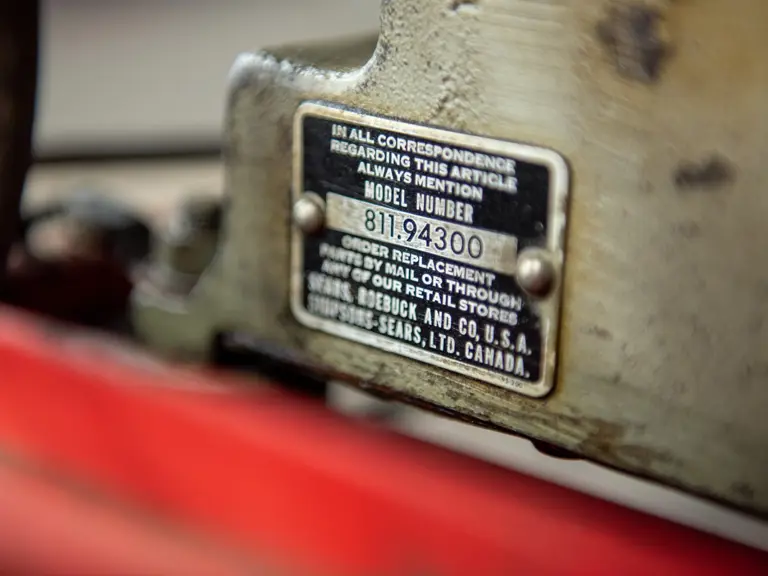 IN ALL CORRESPONDENCE
REGARDING THIS ARTICLE
ALWAYS MENTION
MODEL NUMBER
811.94300
ORDER REPLACEMENT
PARTS BY MAIL OR THROUGH
ANY OF OUR RETAIL STORES
SEARS, ROEBUCK AND CO. U.S.A.
SIMPSONS-SEARS, LTD. CANADA.